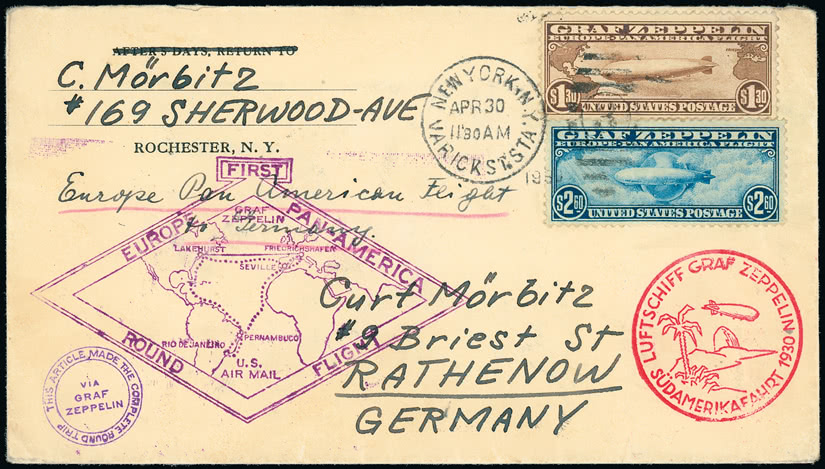 AFTER 5 DAYS, RETURN TO
C. Mörbitz
#169 SHERWOOD-AVE
ROCHESTER, N. Y.
NEW YORK, N.Y.
APR 30
11 30 AM
VARICK ST. STA.
GRAF ZEPPELIN
EUROPE-PAN AMERICA FLIGHT
$1.30 $1.30
UNITED STATES POSTAGE
GRAF ZEPPELIN
EUROPE-PAN AMERICA FLIGHT
$2.60 $2.60
UNITED STATES POSTAGE
Europe Pan American Flight
to Germany.
FIRST
EUROPE PAN-AMERICA
ROUND FLIGHT
GRAF
ZEPPELIN
LAKEHURST FRIEDRICHSHAFEN
SEVILLE
RIO DE JANEIRO PERNAMBUCO
U.S.
AIR MAIL
Curt Mörbitz
#9 Briest St
RATHENOW
GERMANY
THIS ARTICLE MADE THE COMPLETE ROUND TRIP
VIA
GRAF
ZEPPELIN
LUFTSCHIFF GRAF ZEPPELIN
SÜDAMERIKAFAHRT 1930